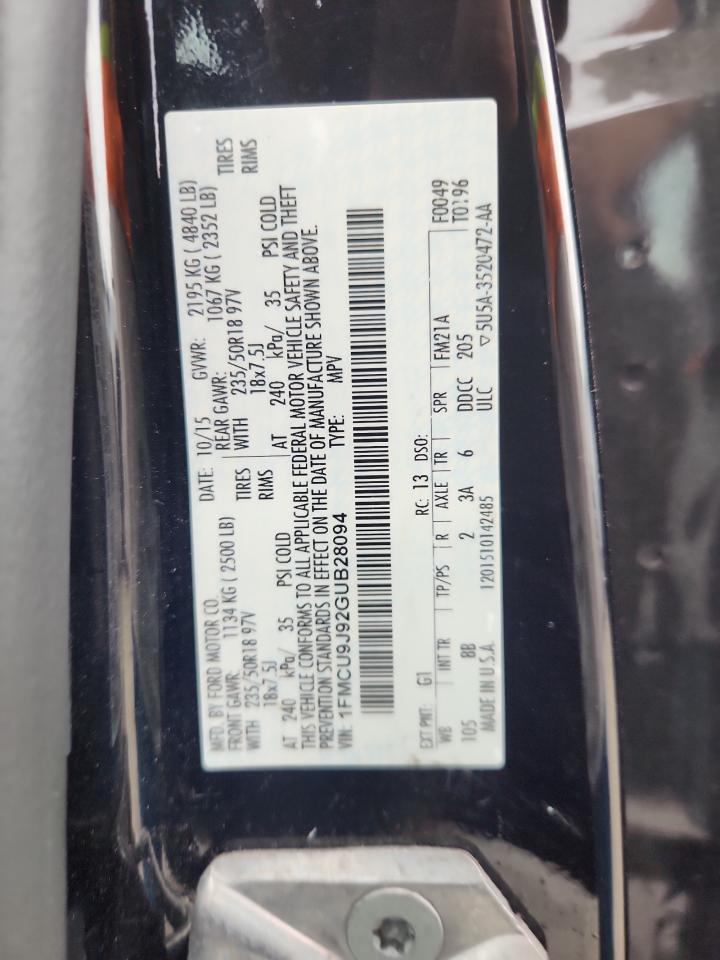 MFD. BY FORD MOTOR CO. DATE: 10/15 GVWR: 2195 KG ( 4840 LB)
FRONT GAWR: 1134 KG ( 2500 LB) REAR GAWR: 1067 KG ( 2352 LB)
WITH 235/50R18 97V TIRES WITH 235/50R18 97V TIRES
18x7.5J RIMS 18x7.5J RIMS
AT 240 kPa/ 35 PSI COLD AT 240 kPa/ 35 PSI COLD
THIS VEHICLE CONFORMS TO ALL APPLICABLE FEDERAL MOTOR VEHICLE SAFETY AND THEFT
PREVENTION STANDARDS IN EFFECT ON THE DATE OF MANUFACTURE SHOWN ABOVE.
VIN: 1FMCU9J92GUB28094 TYPE: MPV
EXT PNT: G1 RC: 13 DSO: F0049
WB INT TR TP/PS R AXLE TR SPR FM21A T0196
105 8B 2 3A 6 DDCC 205
MADE IN U.S.A. 1201510142485 ULC ▽5U5A-3520472-AA